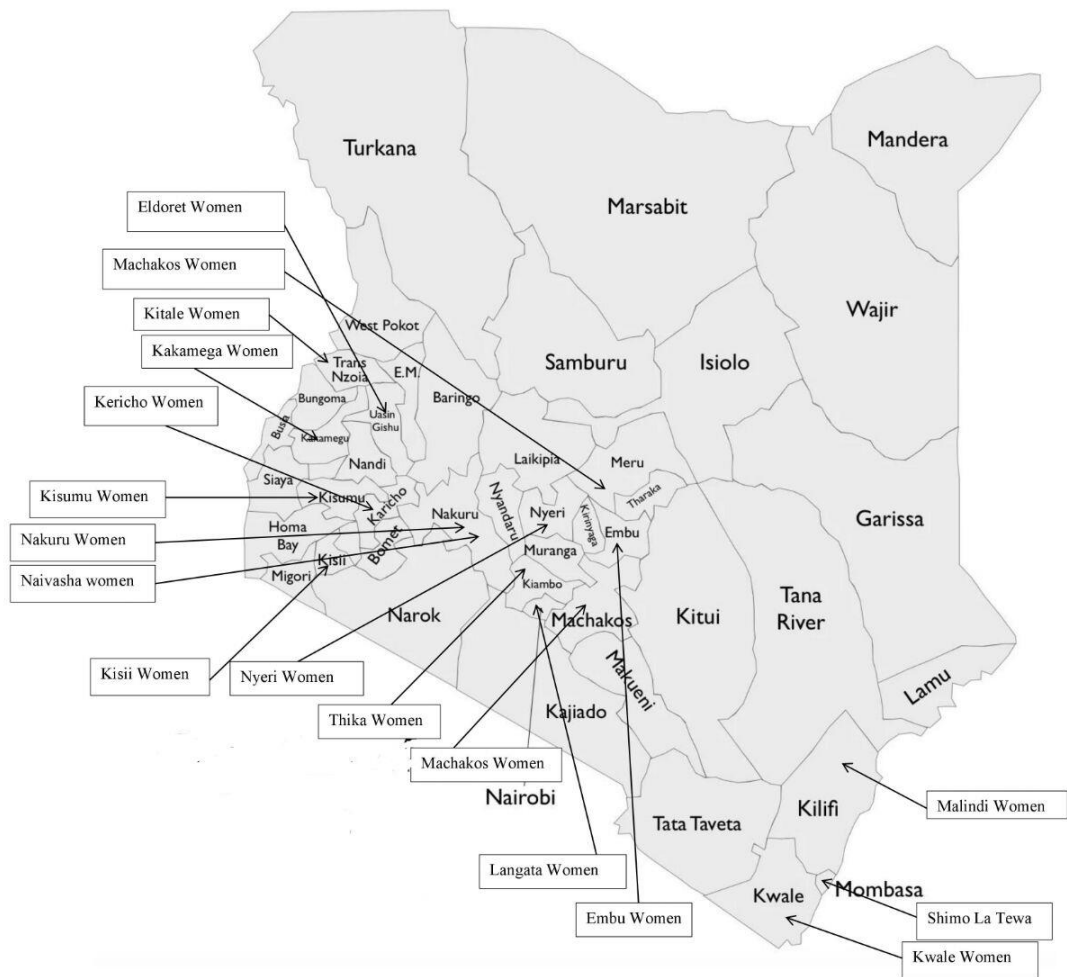 Turkana
Mandera
Marsabit
Eldoret Women
Machakos Women
Wajir
Kitale Women
West Pokot
Kakamega Women
Trans
Nzoia
E.M.
Samburu
Isiolo
Kericho Women
Bungoma
Baringo
Busa
Uasin
Gishu
Kakamegu
Nandi
Laikipia
Meru
Siaya
Tharaka
Kisumu Women
Kisumu
Karicho
Nyandaru
Nakuru
Nyeri
Kirinyaga
Garissa
Homa
Bay
Nakuru Women
Bomet
Embu
Muranga
Naivasha women
Kisii
Migori
Kiambo
Tana
River
Narok
Machakos
Kitui
Kisii Women
Nyeri Women
Makueni
Lamu
Thika Women
Kajiado
Machakos Women
Nairobi
Malindi Women
Kilifi
Tata Taveta
Langata Women
Kwale
Mombasa
Embu Women
Shimo La Tewa
Kwale Women